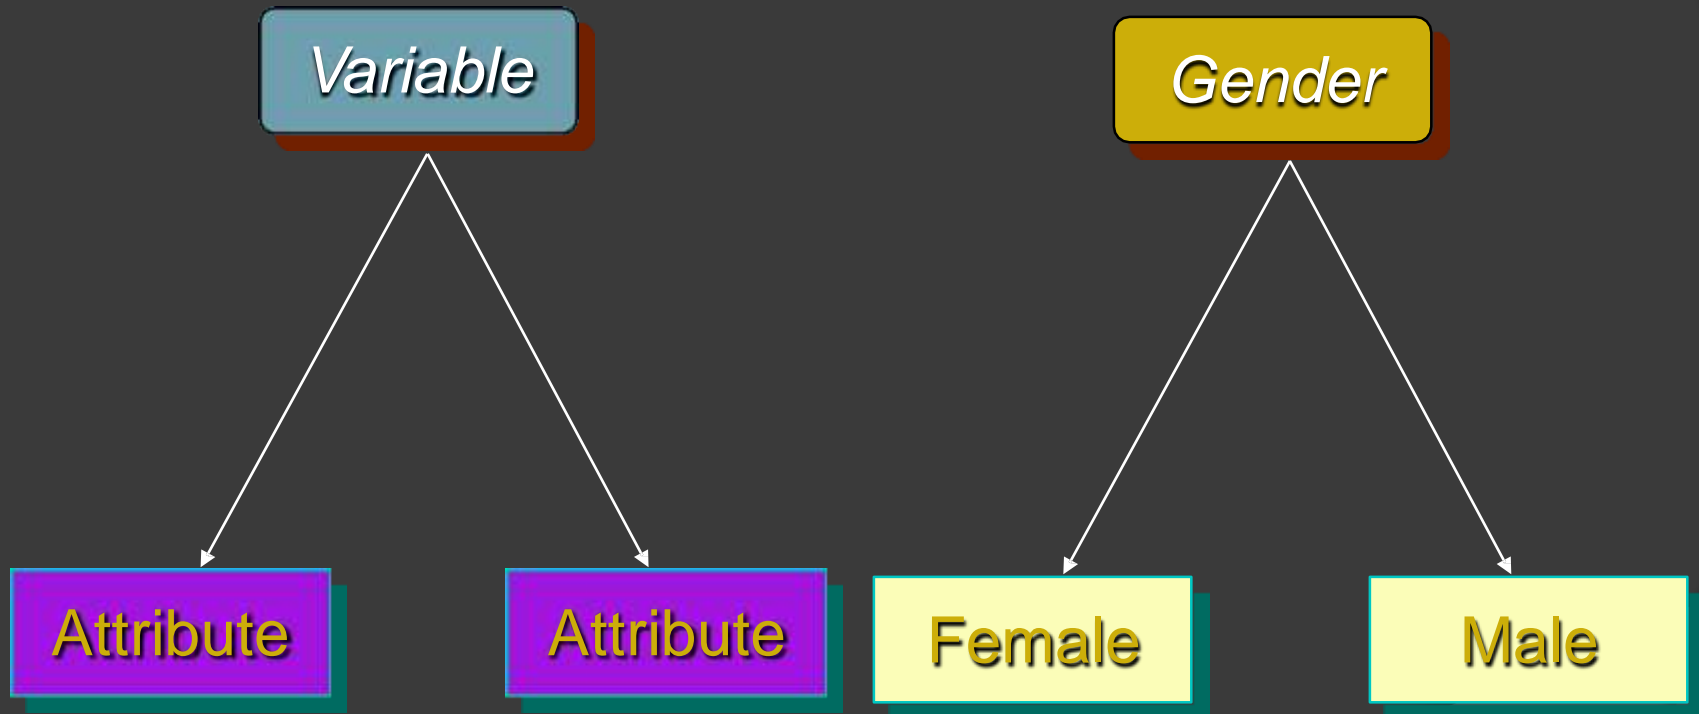 Variable
Gender
Attribute
Attribute
Female
Male